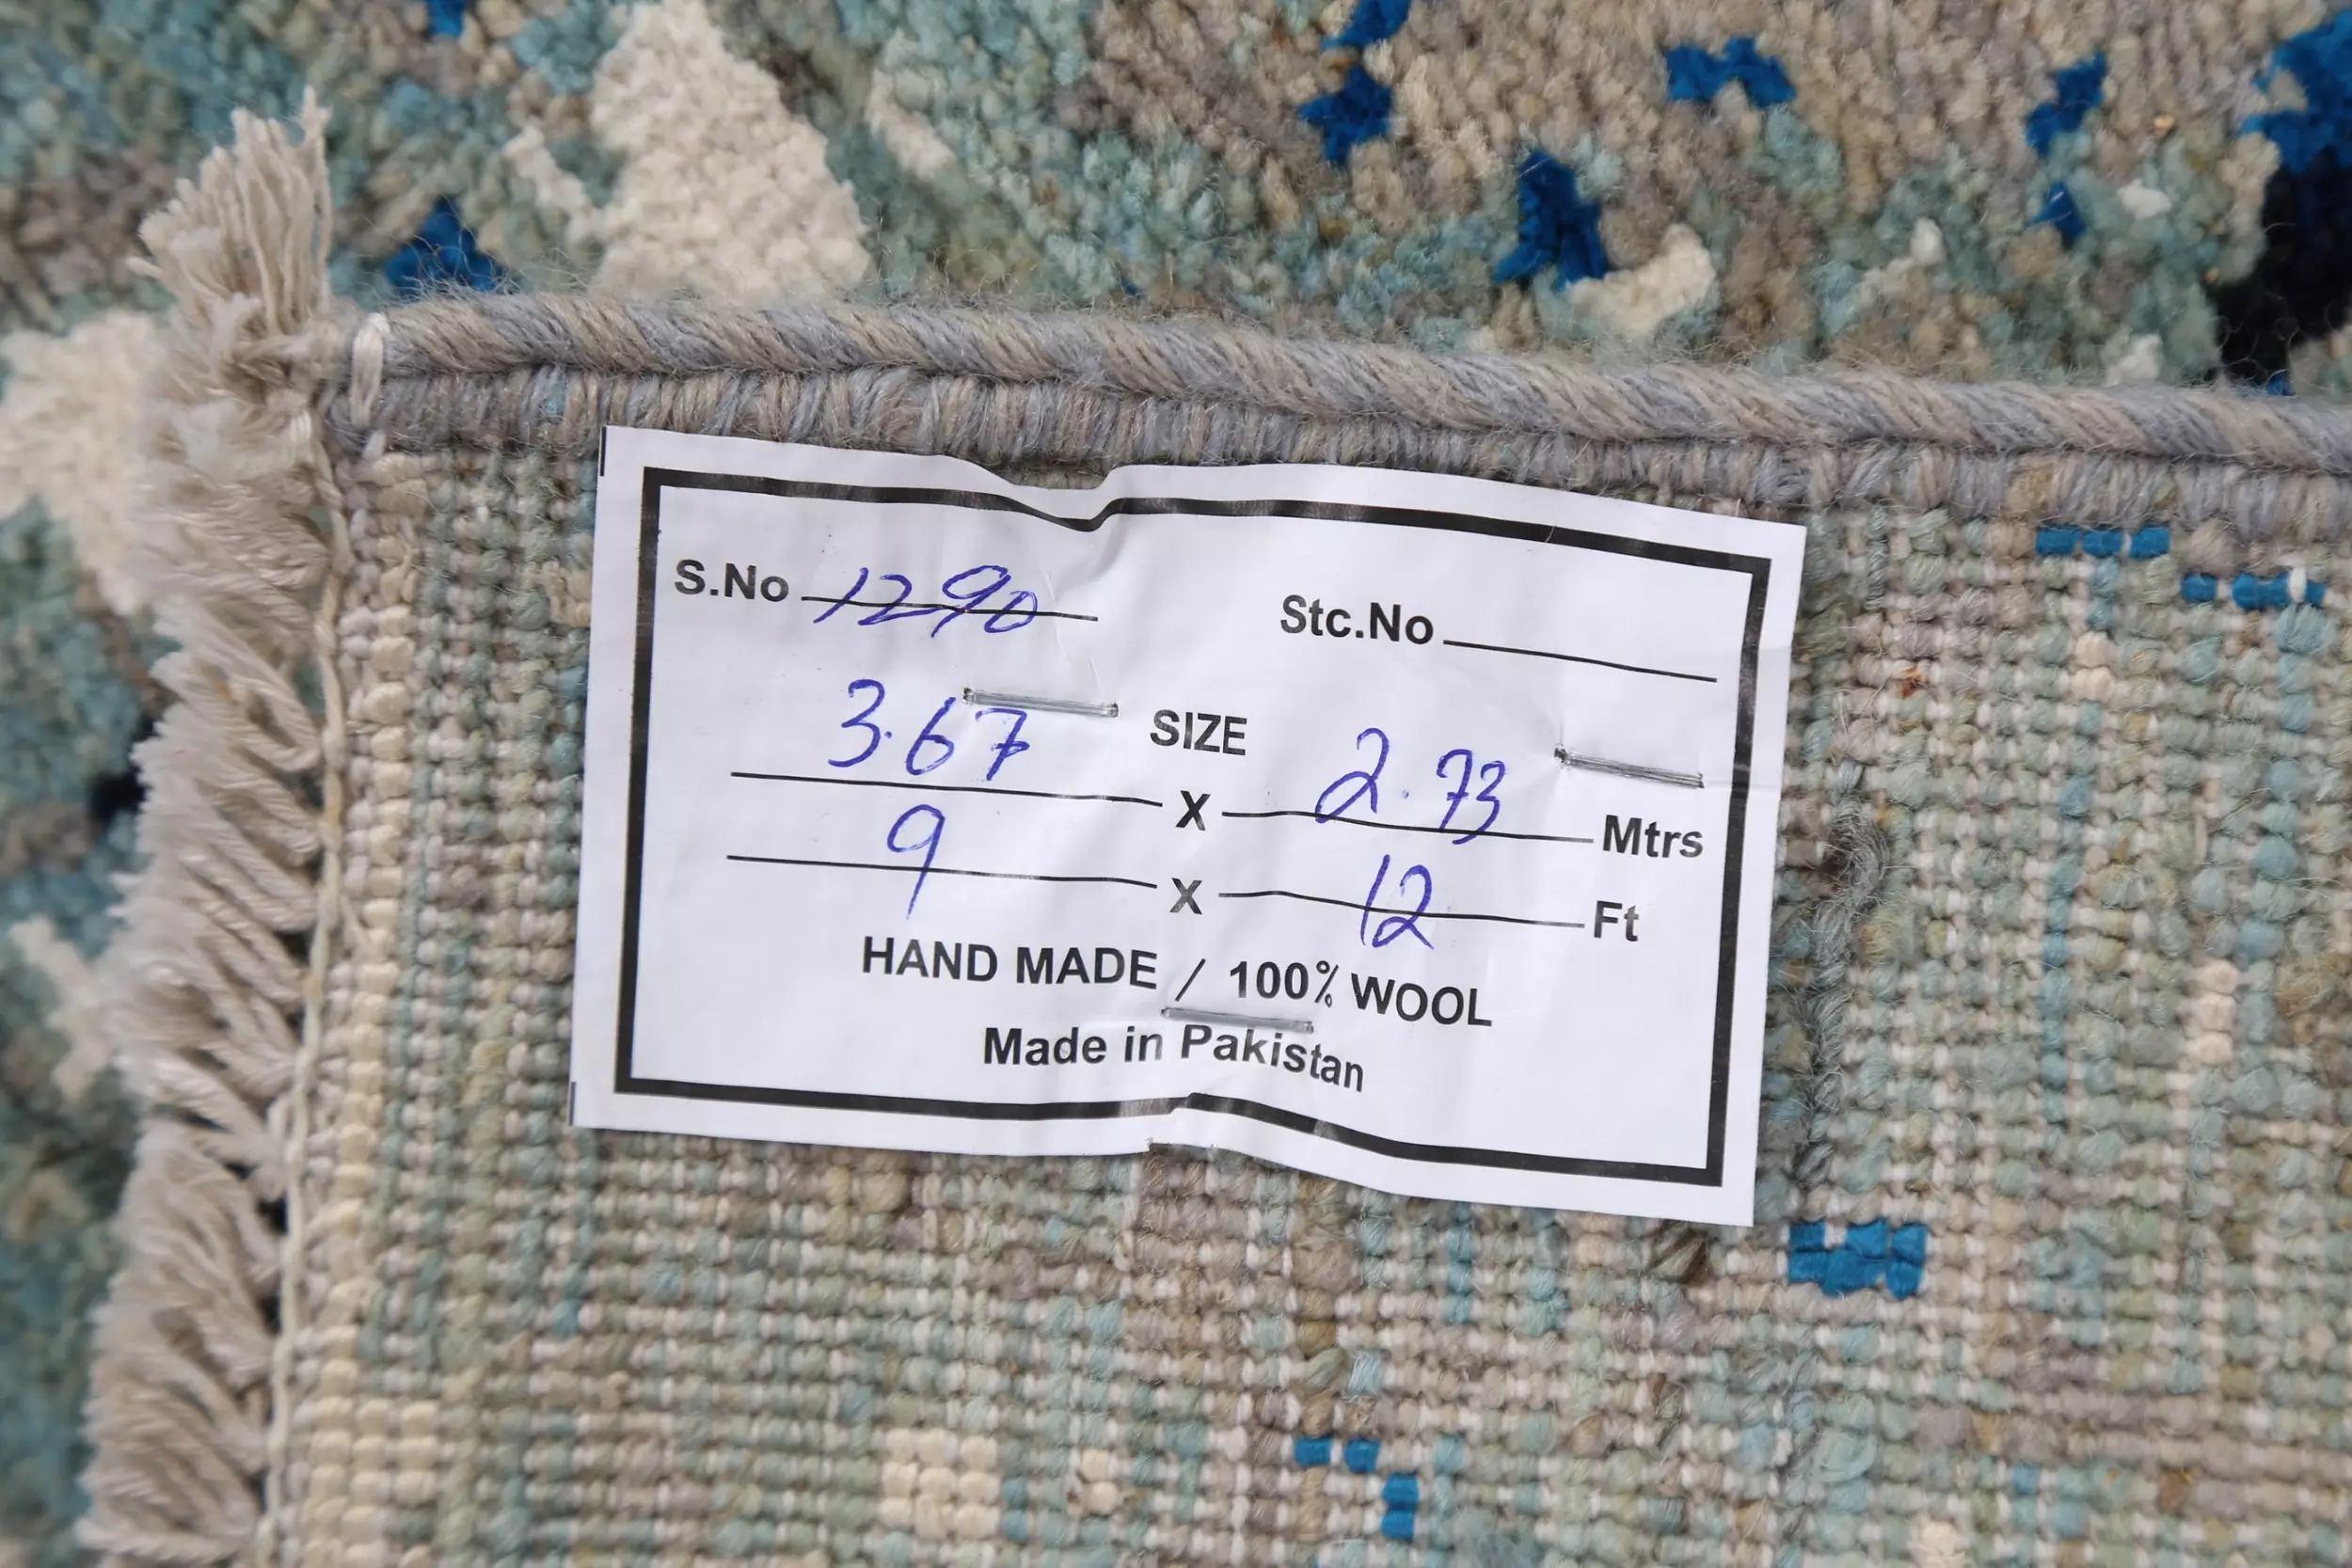 S.No 1290 Stc.No
SIZE
3.67 X 2.73 Mtrs
9 X 12 Ft
HAND MADE / 100% WOOL
Made in Pakistan